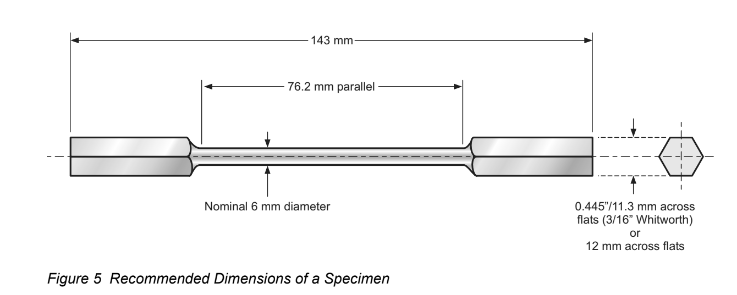 143 mm
76.2 mm parallel
Nominal 6 mm diameter
0.445”/11.3 mm across
flats (3/16” Whitworth)
or
12 mm across flats
Figure 5 Recommended Dimensions of a Specimen